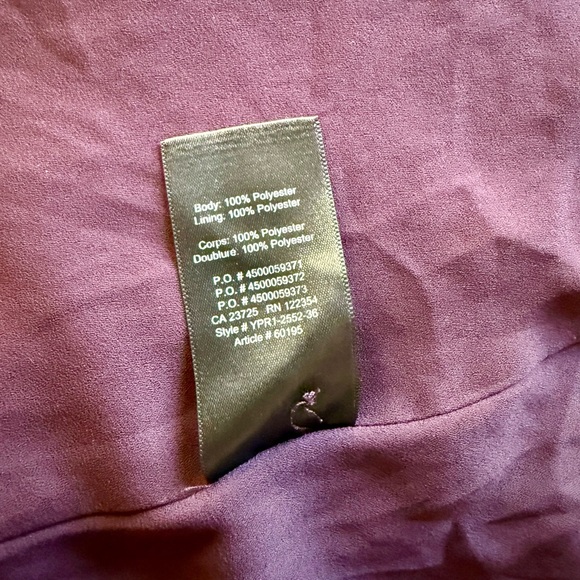 Body: 100% Polyester
Lining: 100% Polyester
Corps: 100% Polyester
Doublure: 100% Polyester
P.O. # 4500059371
P.O. # 4500059372
P.O. # 4500059373
CA 23725 RN 122354
Style # YPR1-2552-36
Article # 60195